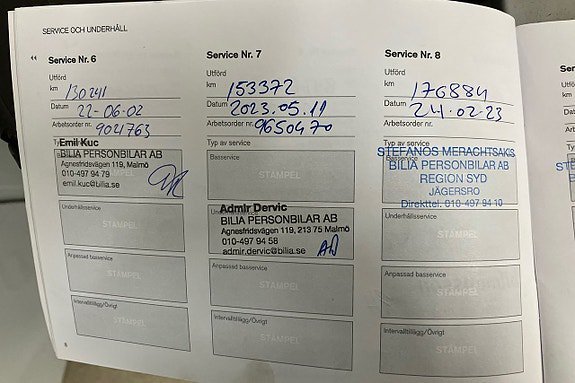 SERVICE OCH UNDERHÅLL
Service Nr. 6
Utförd
km 130241
Datum 22-06-02
Arbetsorder nr. 904763
Emil Kuc
BILIA PERSONBILAR AB
Agnesfridsvägen 119, Malmö
010-497 94 79
emil.kuc@bilia.se
STÄMPEL
Underhållsservice
STÄMPEL
Anpassad basservice
STÄMPEL
Intervalltillägg/Övrigt
STÄMPEL
8
Service Nr. 7
Utförd
km 153372
Datum 2023.05.11
Arbetsorder nr. 9650470
Typ av service
Basservice
STÄMPEL
Admir Dervic
BILIA PERSONBILAR AB
Agnesfridsvägen 119, 213 75 Malmö
010-497 94 58
admir.dervic@bilia.se
AD
Anpassad basservice
STÄMPEL
Intervalltillägg/Övrigt
STÄMPEL
Service Nr. 8
Utförd
km 176884
Datum 24.02-23
Arbetsorder nr.
Typ av service
STEFANOS MERACHTSAKIS
BILIA PERSONBILAR AB
REGION SYD
JÄGERSRO
Direkttel. 010-497 94 10
Underhållsservice
STÄMPEL
Anpassad basservice
STÄMPEL
Intervalltillägg/Övrigt
STÄMPEL